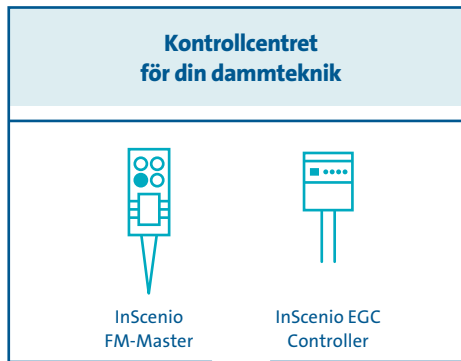 Kontrollcentret
för din dammteknik
InScenio
FM-Master
InScenio EGC
Controller